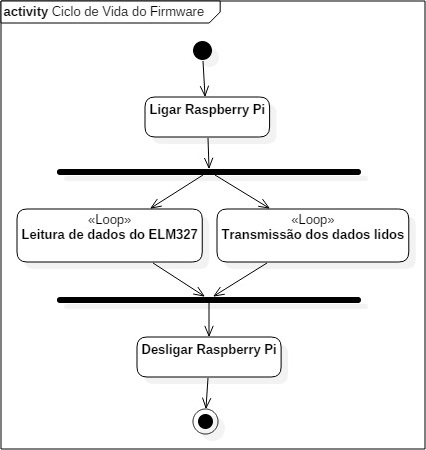 activity Ciclo de Vida do Firmware
Ligar Raspberry Pi
«Loop»
Leitura de dados do ELM327
«Loop»
Transmissão dos dados lidos
Desligar Raspberry Pi